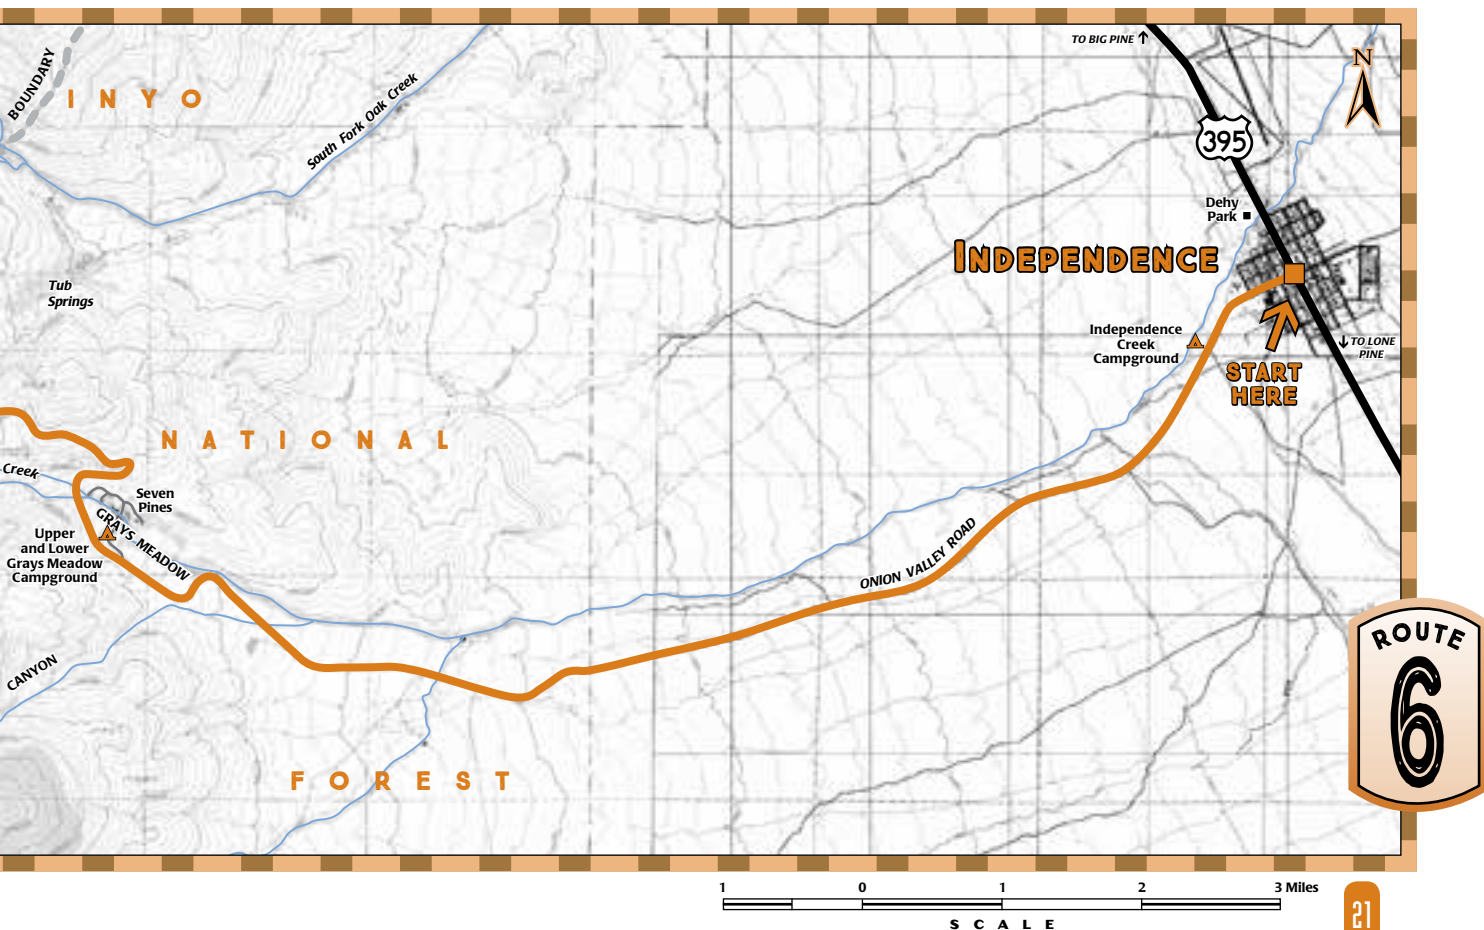 TO BIG PINE ↑
N
BOUNDARY
INYO
South Fork Oak Creek
395
Dehy
Park
INDEPENDENCE
Tub
Springs
Independence
Creek
Campground
↓ TO LONE
PINE
START
HERE
NATIONAL
Creek
Seven
Pines
GRAYS MEADOW
Upper
and Lower
Grays Meadow
Campground
ONION VALLEY ROAD
CANYON
ROUTE
6
FOREST
1 0 1 2 3 Miles
SCALE
21